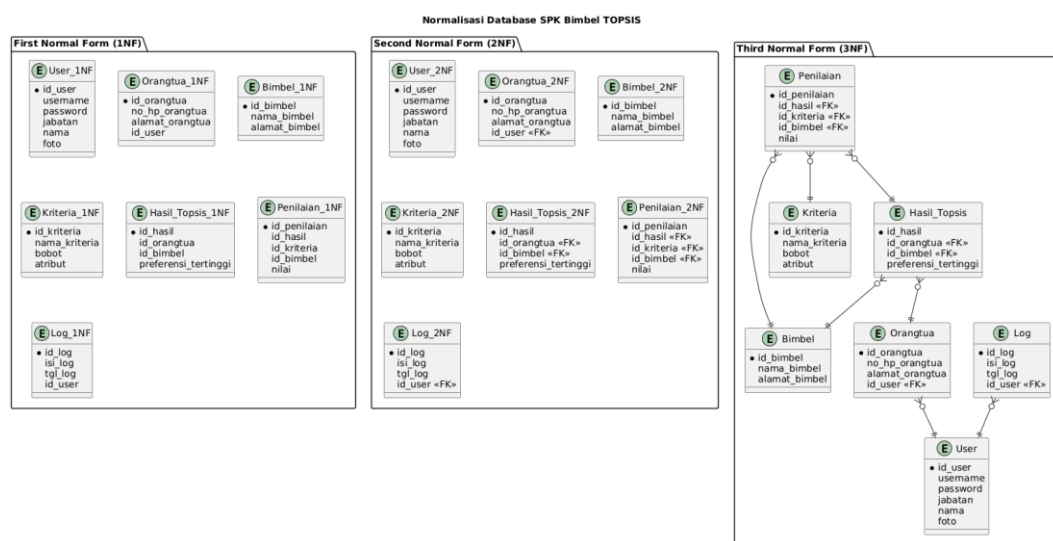 Normalisasi Database SPK Bimbel TOPSIS
First Normal Form (1NF)
E User_1NF
id_user
username
password
jabatan
nama
foto
E Orangtua_1NF
id_orangtua
no_hp_orangtua
alamat_orangtua
id_user
E Bimbel_1NF
id_bimbel
nama_bimbel
alamat_bimbel
E Kriteria_1NF
id_kriteria
nama_kriteria
bobot
atribut
E Hasil_Topsis_1NF
id_hasil
id_orangtua
id_bimbel
preferensi_tertinggi
E Penilaian_1NF
id_penilaian
id_hasil
id_kriteria
id_bimbel
nilai
E Log_1NF
id_log
isi_log
tgl_log
id_user
Second Normal Form (2NF)
E User_2NF
id_user
username
password
jabatan
nama
foto
E Orangtua_2NF
id_orangtua
no_hp_orangtua
alamat_orangtua
id_user «FK»
E Bimbel_2NF
id_bimbel
nama_bimbel
alamat_bimbel
E Kriteria_2NF
id_kriteria
nama_kriteria
bobot
atribut
E Hasil_Topsis_2NF
id_hasil
id_orangtua «FK»
id_bimbel «FK»
preferensi_tertinggi
E Penilaian_2NF
id_penilaian
id_hasil «FK»
id_kriteria «FK»
id_bimbel «FK»
nilai
E Log_2NF
id_log
isi_log
tgl_log
id_user «FK»
Third Normal Form (3NF)
E Penilaian
id_penilaian
id_hasil «FK»
id_kriteria «FK»
id_bimbel «FK»
nilai
E Kriteria
id_kriteria
nama_kriteria
bobot
atribut
E Hasil_Topsis
id_hasil
id_orangtua «FK»
id_bimbel «FK»
preferensi_tertinggi
E Bimbel
id_bimbel
nama_bimbel
alamat_bimbel
E Orangtua
id_orangtua
no_hp_orangtua
alamat_orangtua
id_user «FK»
E Log
id_log
isi_log
tgl_log
id_user «FK»
E User
id_user
username
password
jabatan
nama
foto